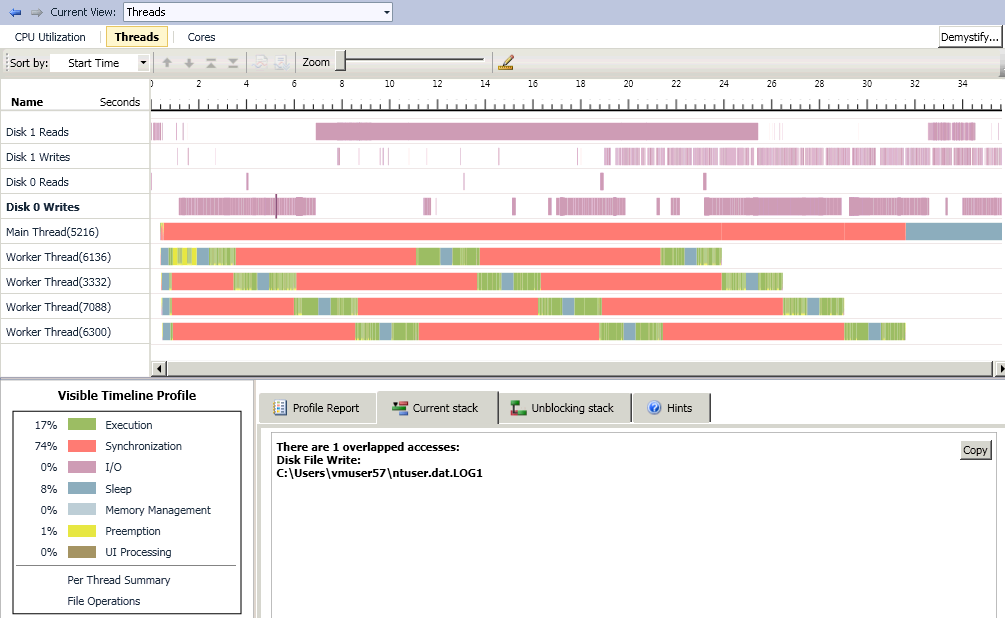 Current View: Threads
CPU Utilization Threads Cores Demystify...
Sort by: Start Time Zoom
Name Seconds 0 2 4 6 8 10 12 14 16 18 20 22 24 26 28 30 32 34
Disk 1 Reads
Disk 1 Writes
Disk 0 Reads
Disk 0 Writes
Main Thread(5216)
Worker Thread(6136)
Worker Thread(3332)
Worker Thread(7088)
Worker Thread(6300)
Visible Timeline Profile
17% Execution
74% Synchronization
0% I/O
8% Sleep
0% Memory Management
1% Preemption
0% UI Processing
Per Thread Summary
File Operations
Profile Report Current stack Unblocking stack Hints
There are 1 overlapped accesses:
Disk File Write:
C:\Users\vmuser57\ntuser.dat.LOG1
Copy